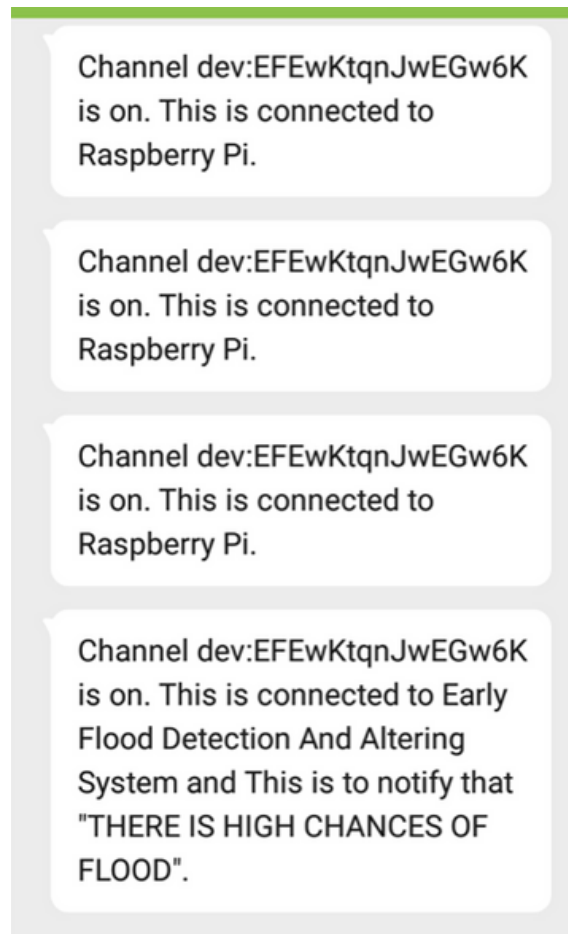 Channel dev:EFEwKtqnJwEGw6K
is on. This is connected to
Raspberry Pi.
Channel dev:EFEwKtqnJwEGw6K
is on. This is connected to
Raspberry Pi.
Channel dev:EFEwKtqnJwEGw6K
is on. This is connected to
Raspberry Pi.
Channel dev:EFEwKtqnJwEGw6K
is on. This is connected to Early
Flood Detection And Altering
System and This is to notify that
"THERE IS HIGH CHANCES OF
FLOOD".